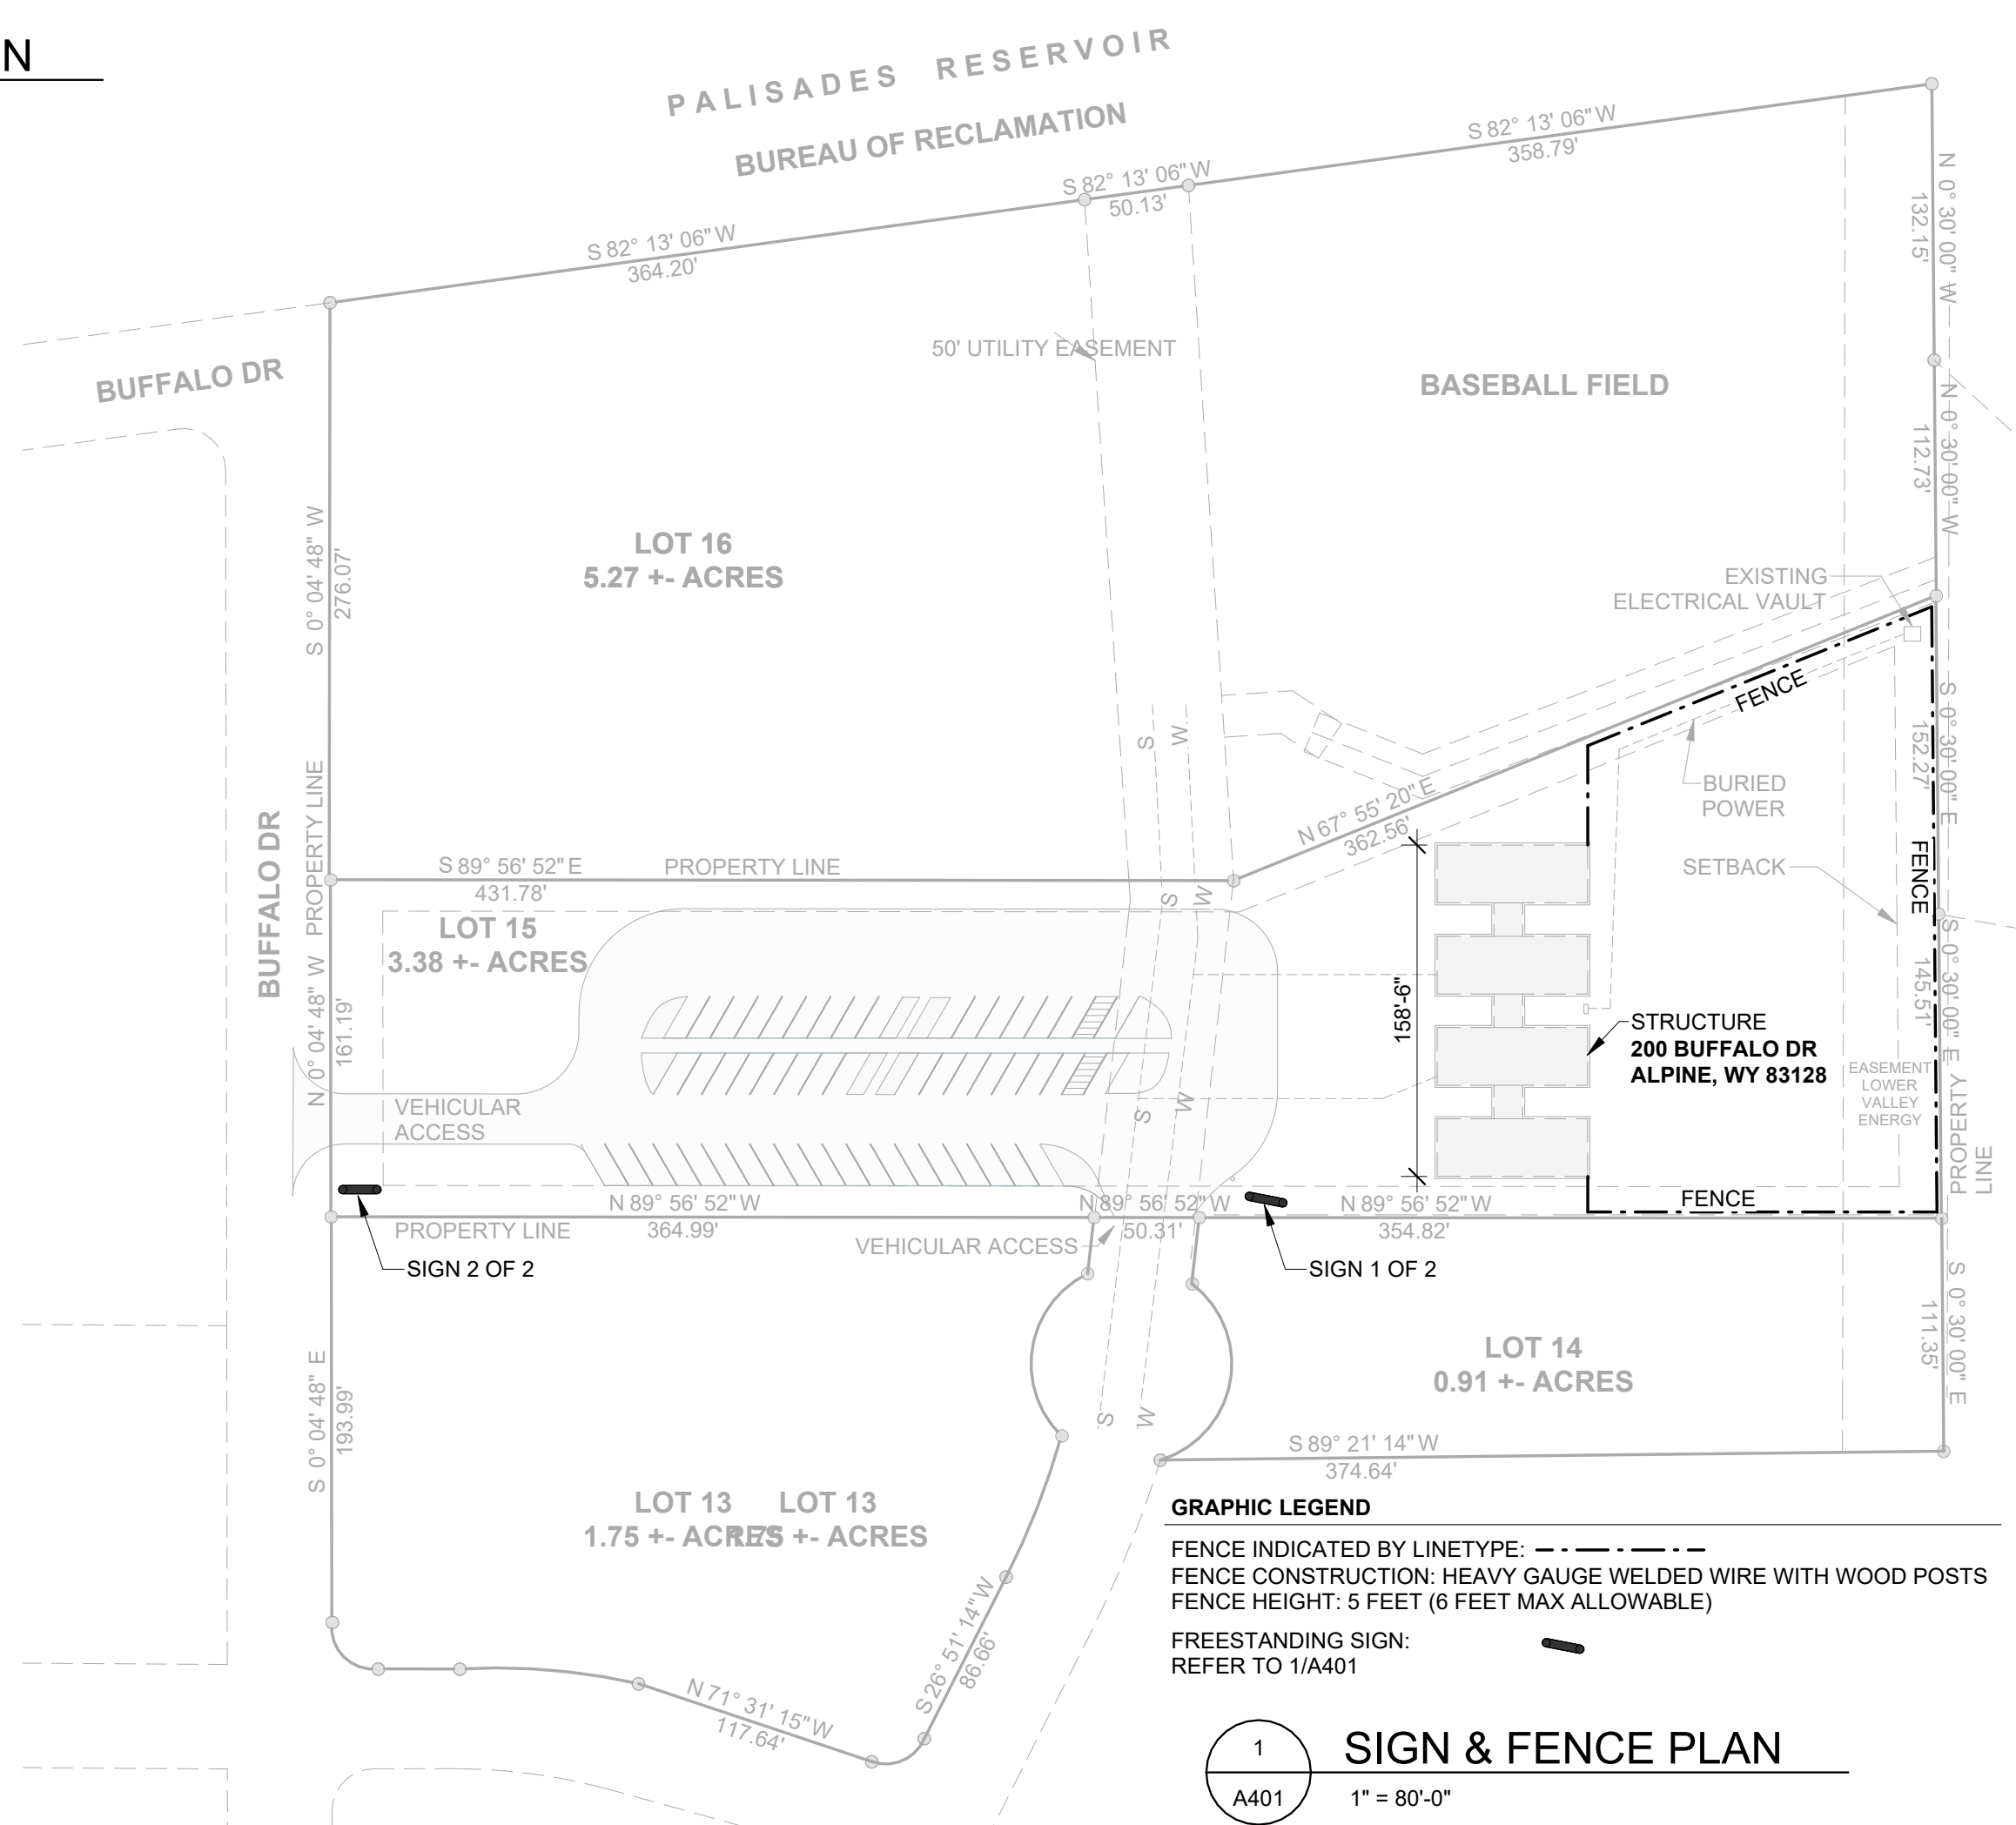 N
PALISADES RESERVOIR
BUREAU OF RECLAMATION
S 82° 13' 06" W
358.79'
S 82° 13' 06" W
50.13'
S 82° 13' 06" W
364.20'
N 0° 30' 00" W
132.15'
BUFFALO DR
50' UTILITY EASEMENT
BASEBALL FIELD
N 0° 30' 00" W
112.73'
LOT 16
5.27 +- ACRES
S 0° 04' 48" W
276.07'
EXISTING
ELECTRICAL VAULT
FENCE
S 0° 30' 00" E
152.27'
S
W
BURIED
POWER
N 67° 55' 20" E
362.56'
PROPERTY LINE
BUFFALO DR
S 89° 56' 52" E
PROPERTY LINE
431.78'
SETBACK
FENCE
S
W
LOT 15
3.38 +- ACRES
N 0° 04' 48" W
161.19'
158'-6"
S 0° 30' 00" E
145.51'
STRUCTURE
200 BUFFALO DR
ALPINE, WY 83128
EASEMENT
LOWER
VALLEY
ENERGY
PROPERTY
LINE
VEHICULAR
ACCESS
S
W
N 89° 56' 52" W
364.99'
PROPERTY LINE
N 89° 56' 52" W
50.31'
N 89° 56' 52" W
354.82'
FENCE
VEHICULAR ACCESS
SIGN 2 OF 2
SIGN 1 OF 2
S 0° 30' 00" E
111.35'
LOT 14
0.91 +- ACRES
S 0° 04' 48" E
193.99'
S
W
S 89° 21' 14" W
374.64'
LOT 13
1.75 +- ACRES
LOT 13
1.75 +- ACRES
S 26° 51' 14" W
86.66'
N 71° 31' 15" W
117.64'
GRAPHIC LEGEND
FENCE INDICATED BY LINETYPE:
FENCE CONSTRUCTION: HEAVY GAUGE WELDED WIRE WITH WOOD POSTS
FENCE HEIGHT: 5 FEET (6 FEET MAX ALLOWABLE)
FREESTANDING SIGN:
REFER TO 1/A401
1
A401
SIGN & FENCE PLAN
1" = 80'-0"